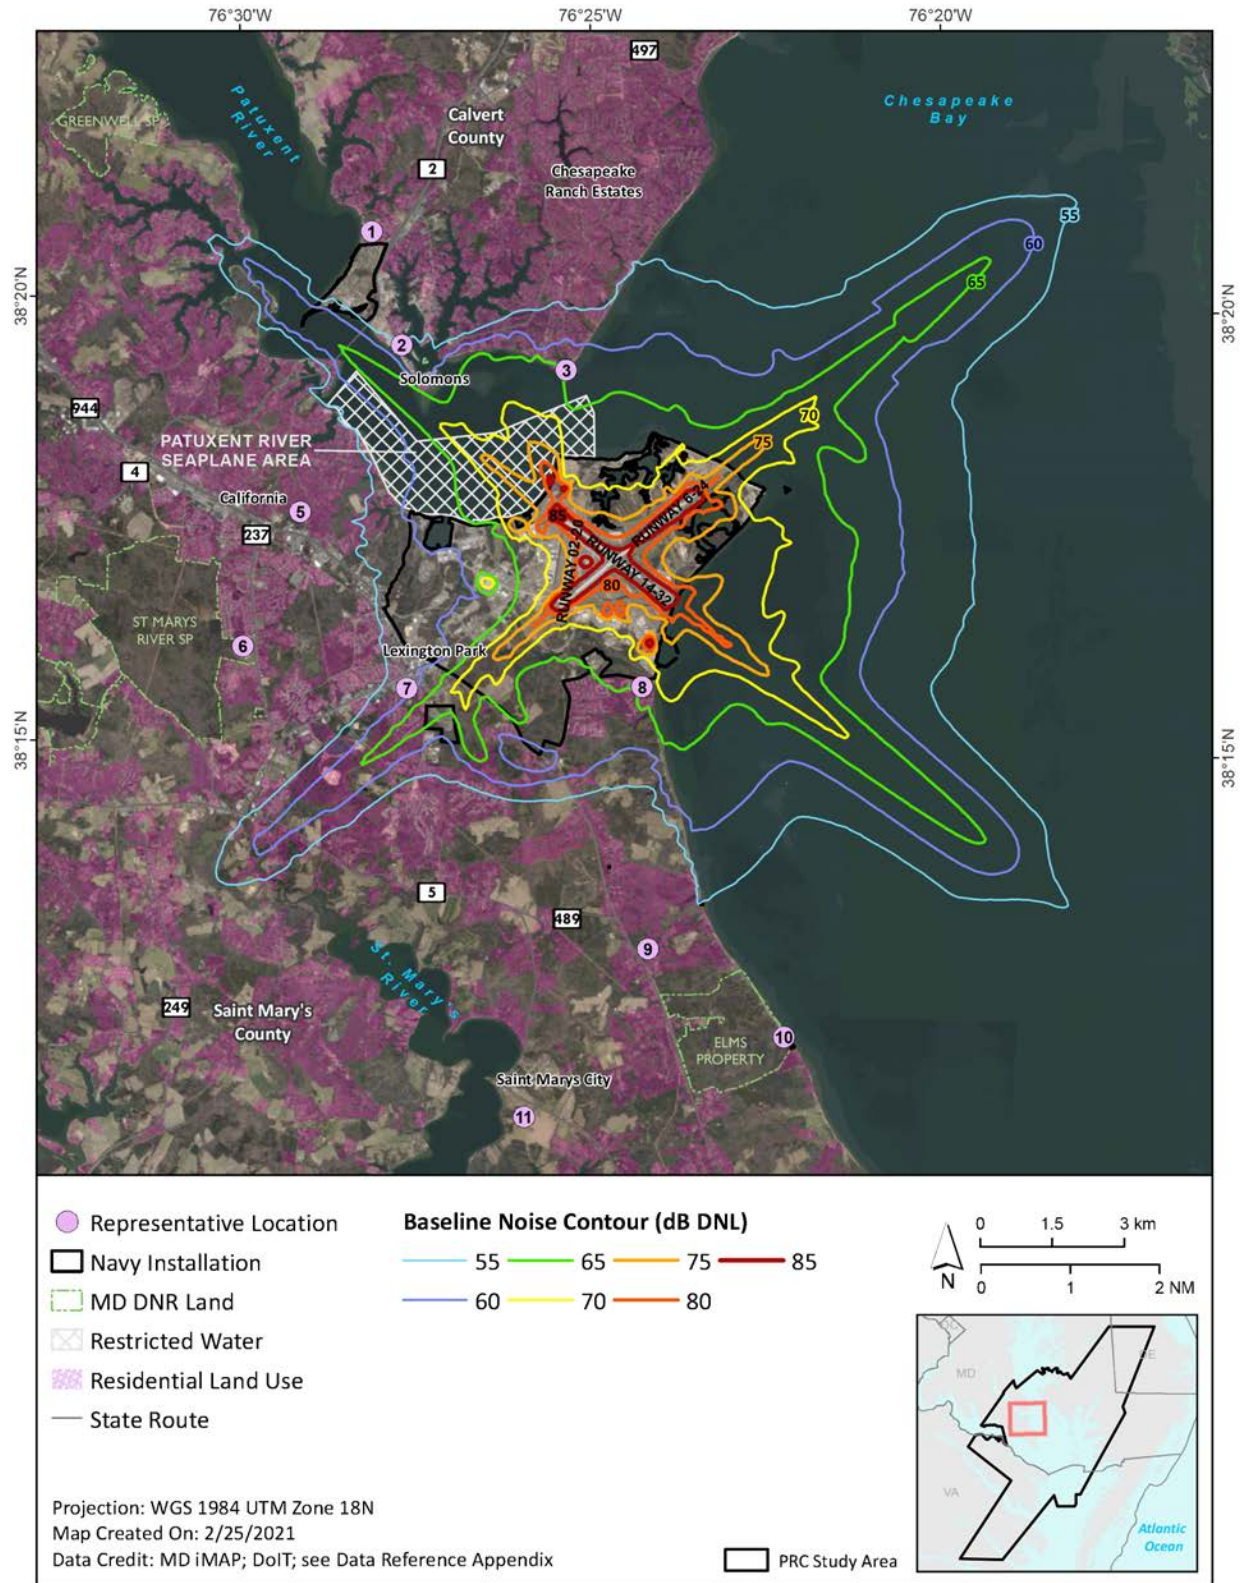 76°30'W
76°25'W
76°20'W
497
Patuxent
River
Calvert
County
Chesapeake
Bay
GREENWELL SP
2
Chesapeake
Ranch Estates
55
1
60
38°20'N
38°20'N
65
2
3
Solomons
944
70
PATUXENT RIVER
SEAPLANE AREA
75
4
California
5
85
RUNWAY 6-24
237
RUNWAY 02-20
RUNWAY 14-32
80
ST MARYS
RIVER SP
6
Lexington Park
7
8
38°15'N
38°15'N
5
489
9
St. Mary's
River
249
Saint Mary's
County
10
ELMS
PROPERTY
Saint Marys City
11
Representative Location
Navy Installation
MD DNR Land
Restricted Water
Residential Land Use
State Route
Baseline Noise Contour (dB DNL)
55 65 75 85
60 70 80
N
0 1.5 3 km
0 1 2 NM
DC
MD
DE
VA
Atlantic
Ocean
PRC Study Area
Projection: WGS 1984 UTM Zone 18N
Map Created On: 2/25/2021
Data Credit: MD iMAP; DoIT; see Data Reference Appendix